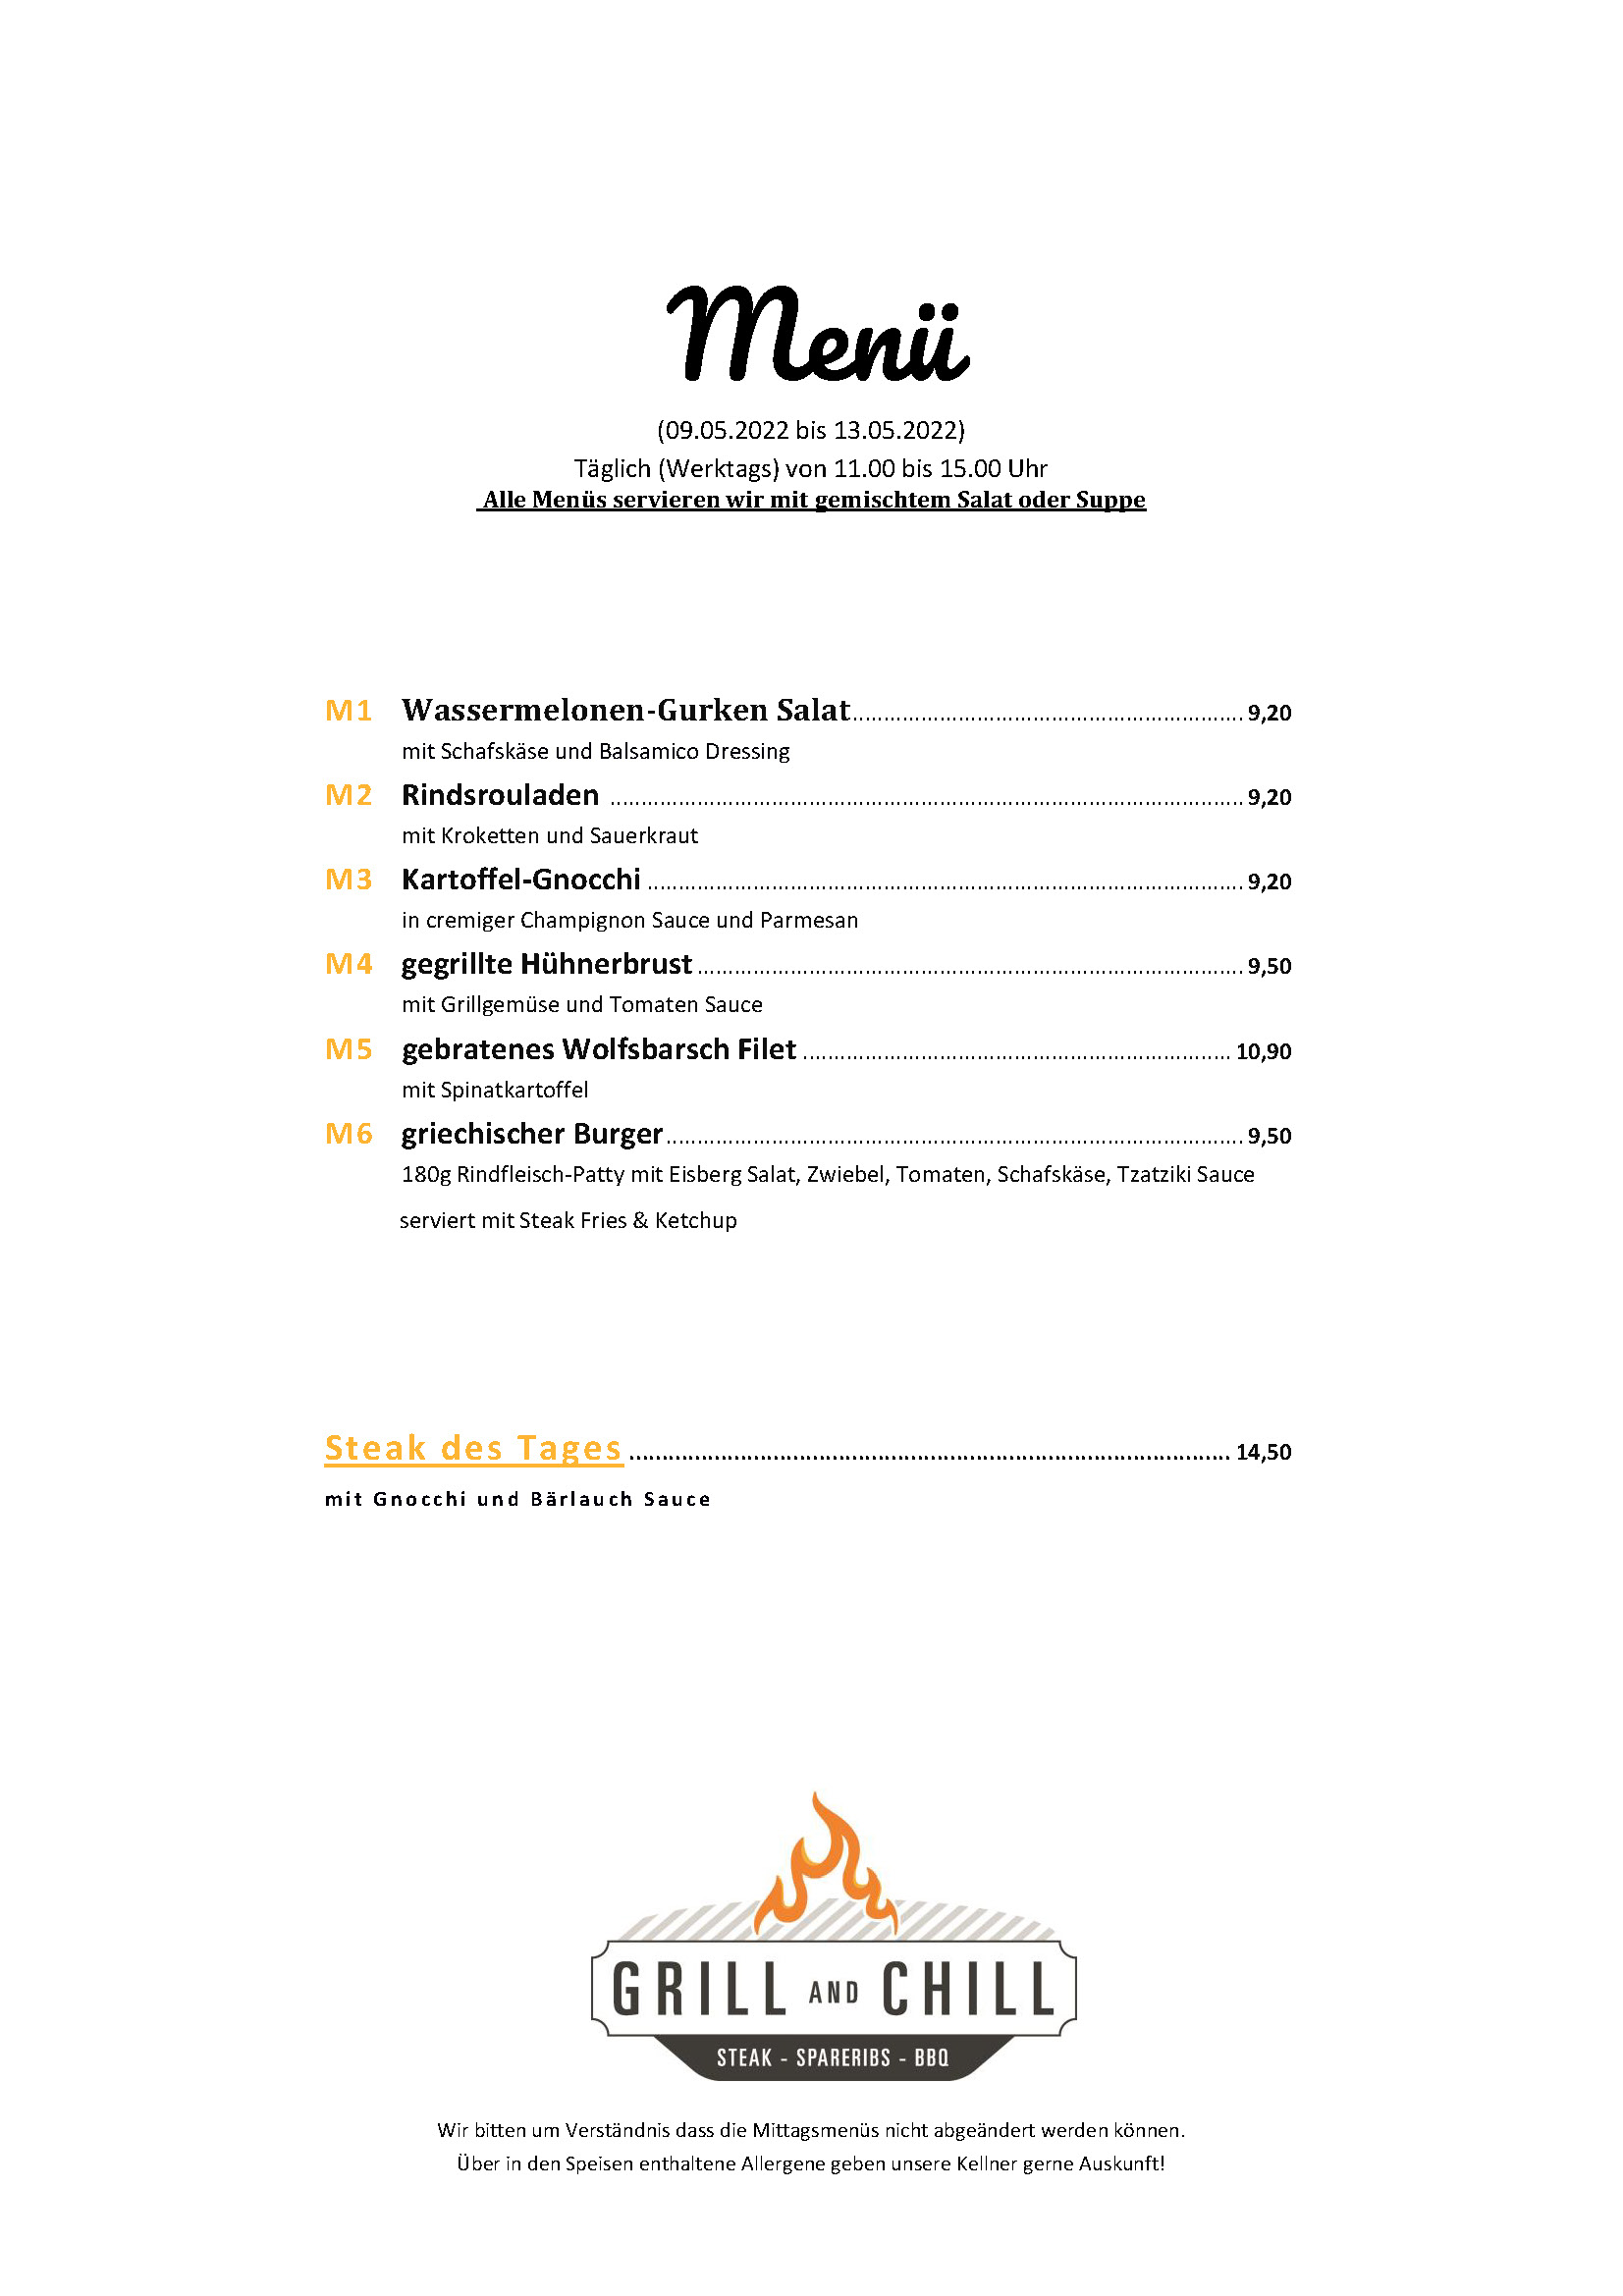 Menü
(09.05.2022 bis 13.05.2022)
Täglich (Werktags) von 11.00 bis 15.00 Uhr
Alle Menüs servieren wir mit gemischtem Salat oder Suppe
M1 Wassermelonen-Gurken Salat 9,20
mit Schafskäse und Balsamico Dressing
M2 Rindsrouladen 9,20
mit Kroketten und Sauerkraut
M3 Kartoffel-Gnocchi 9,20
in cremiger Champignon Sauce und Parmesan
M4 gegrillte Hühnerbrust 9,50
mit Grillgemüse und Tomaten Sauce
M5 gebratenes Wolfsbarsch Filet 10,90
mit Spinatkartoffel
M6 griechischer Burger 9,50
180g Rindfleisch-Patty mit Eisberg Salat, Zwiebel, Tomaten, Schafskäse, Tzatziki Sauce
serviert mit Steak Fries & Ketchup
Steak des Tages 14,50
mit Gnocchi und Bärlauch Sauce
GRILL AND CHILL
STEAK - SPARERIBS - BBQ
Wir bitten um Verständnis dass die Mittagsmenüs nicht abgeändert werden können.
Über in den Speisen enthaltene Allergene geben unsere Kellner gerne Auskunft!